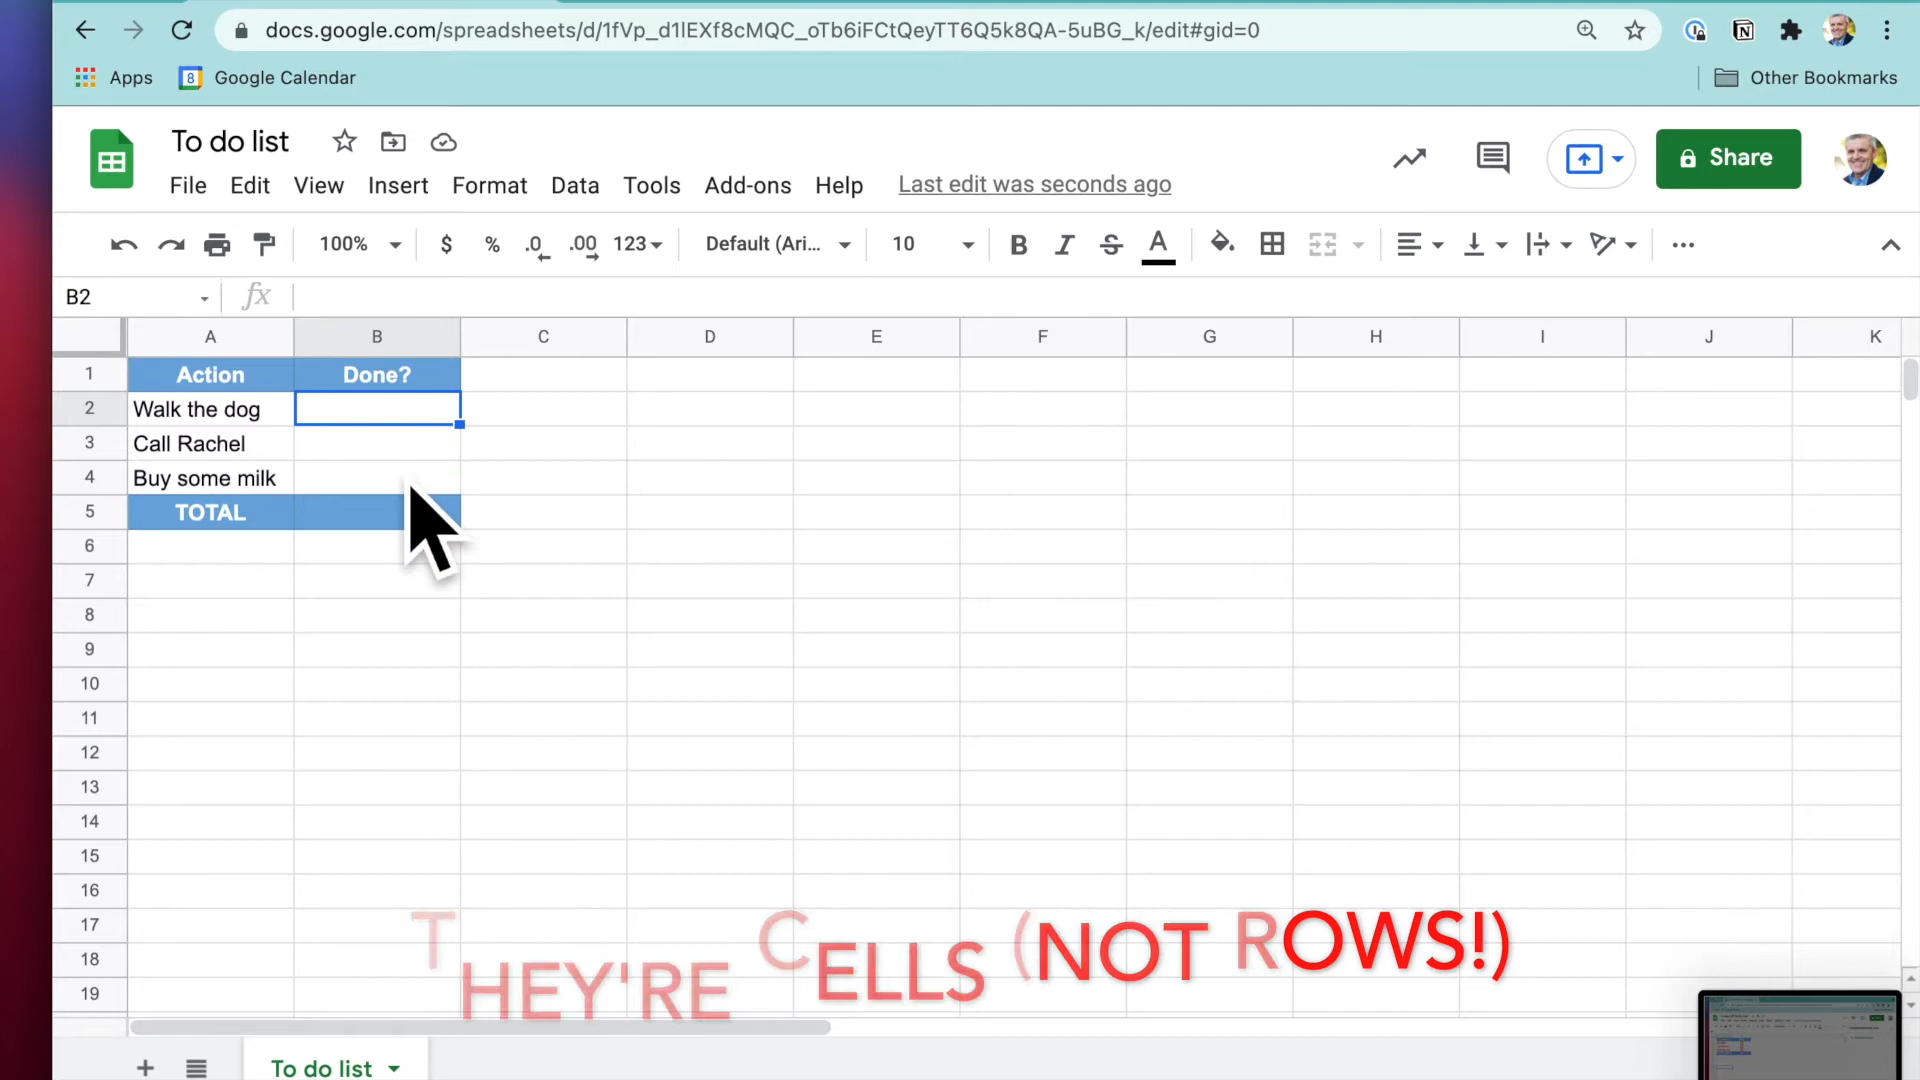 docs.google.com/spreadsheets/d/1fVp_d1lEXf8cMQC_oTb6iFCtQeyTT6Q5k8QA-5uBG_k/edit#gid=0
Apps 8 Google Calendar Other Bookmarks
To do list
File Edit View Insert Format Data Tools Add-ons Help Last edit was seconds ago
Share
100% $ % .0 .00 123 Default (Ari... 10 B I S A
B2 fx
A B C D E F G H I J K
1 Action Done?
2 Walk the dog
3 Call Rachel
4 Buy some milk
5 TOTAL
6
7
8
9
10
11
12
13
14
15
16
17
18
19
THEY'RE CELLS (NOT ROWS!)
To do list